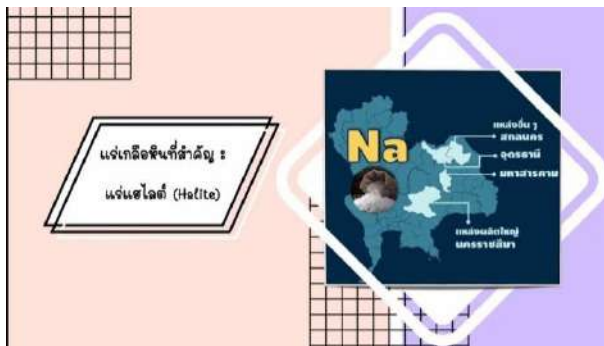 แร่เกลือหินที่สำคัญ :
แร่แฮไลต์ (Halite)
Na
แหล่งอื่น ๆ
สกลนคร
อุดรธานี
มหาสารคาม
แหล่งผลิตใหญ่
นครราชสีมา